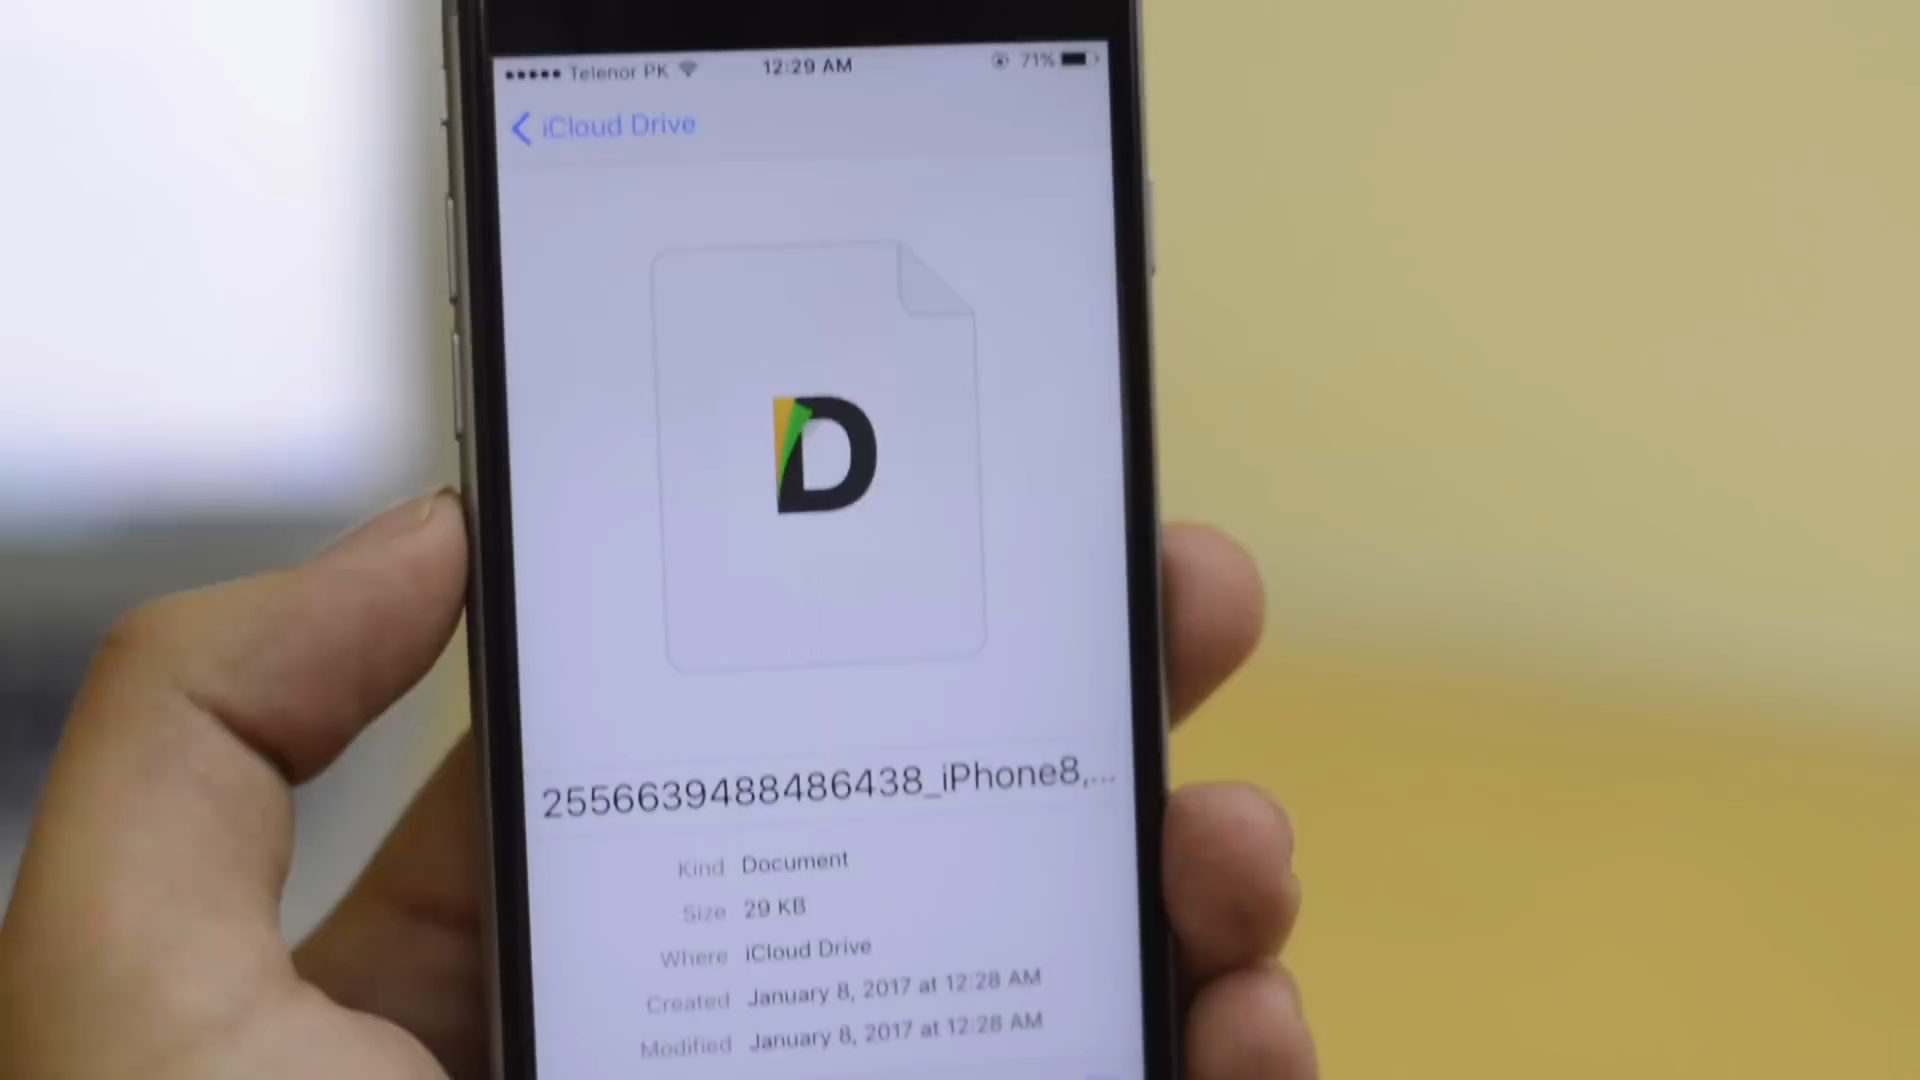 Telenor PK 12:29 AM 71%
iCloud Drive
D
2556639488486438_iPhone8,...
Kind Document
Size 29 KB
Where iCloud Drive
Created January 8, 2017 at 12:28 AM
Modified January 8, 2017 at 12:28 AM